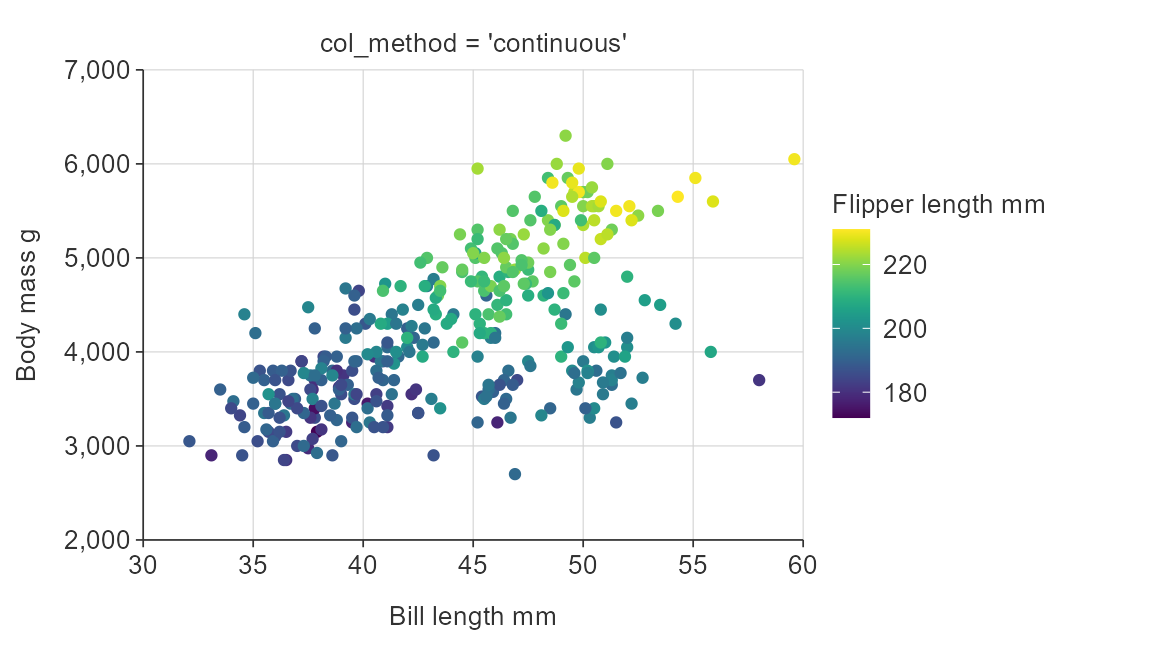 col_method = 'continuous'
7,000
6,000
5,000
4,000
3,000
2,000
Body mass g
30 35 40 45 50 55 60
Bill length mm
Flipper length mm
220
200
180